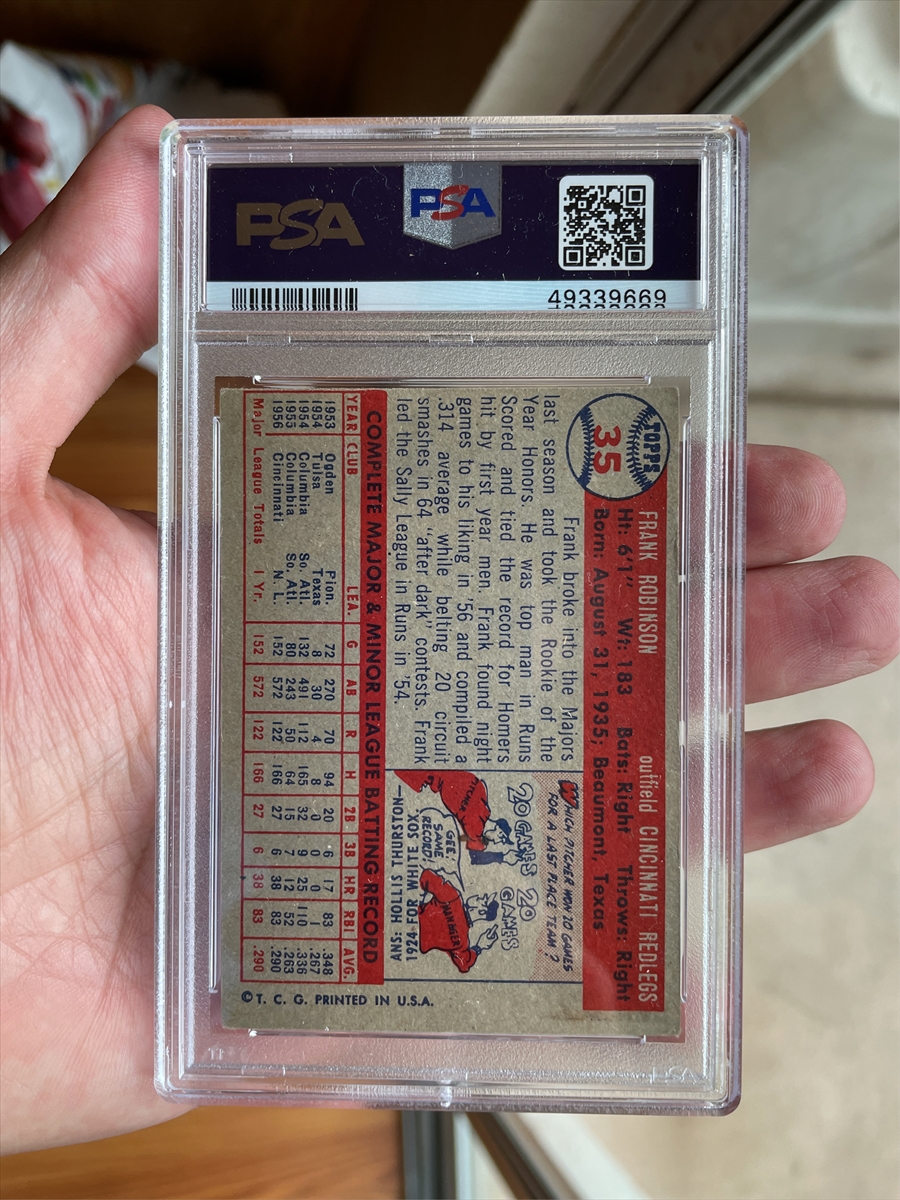 PSA
PSA
49339669
TOPPS
35
FRANK ROBINSON
outfield CINCINNATI REDLEGS
Ht: 6'1" Wt: 183 Bats: Right Throws: Right
Born: August 31, 1935; Beaumont, Texas
Frank broke into the Majors
last season and took the Rookie of the
Year Honors. He was top man in Runs
Scored and tied the record for Homers
hit by first year men. Frank found night
games to his liking in '56 and compiled a
.314 average while belting 20 circuit
smashes in 64 "after dark" contests. Frank
led the Sally League in Runs in '54.
WHICH PITCHER WON 20 GAMES
FOR A LAST PLACE TEAM?
20 GAMES
20 GAMES
PITCHER
GEE,
SAME
RECORD!
MANAGER
ANS: HOLLIS THURSTON—
1924 FOR WHITE SOX.
COMPLETE MAJOR & MINOR LEAGUE BATTING RECORD
YEAR CLUB LEA. G AB R H 2B 3B HR RBI AVG.
1953 Ogden Pion. 72 270 70 94 20 6 17 83 .348
1954 Tulsa Texas 8 30 4 8 0 0 0 1 .267
1954 Columbia So. Atl. 132 491 112 165 32 9 25 110 .336
1955 Columbia So. Atl. 80 243 50 64 15 7 12 52 .263
1956 Cincinnati N. L. 152 572 122 166 27 6 38 83 .290
Major League Totals 1 Yr. 152 572 122 166 27 6 38 83 .290
© T. C. G. PRINTED IN U.S.A.